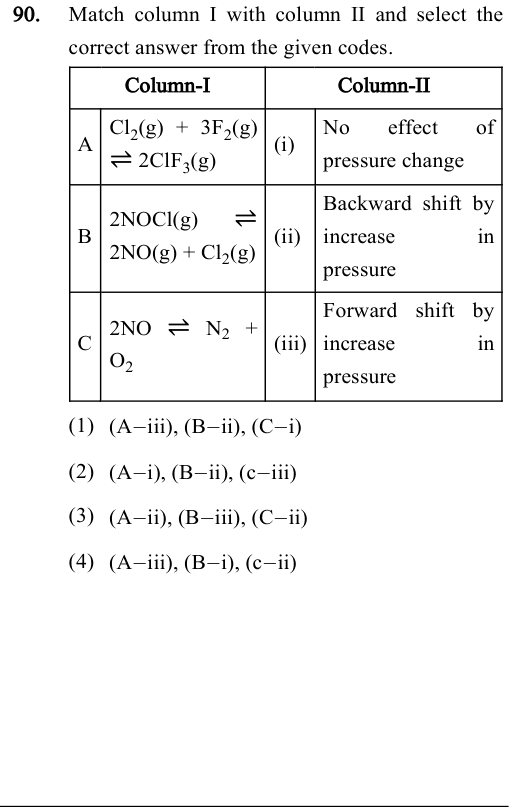 90. Match column I with column II and select the
correct answer from the given codes.
Column-I Column-II
A Cl₂(g) + 3F₂(g)
⇌ 2ClF₃(g)
(i) No effect of
pressure change
B 2NOCl(g) ⇌
2NO(g) + Cl₂(g)
(ii) Backward shift by
increase in
pressure
C 2NO ⇌ N₂ +
O₂
(iii) Forward shift by
increase in
pressure
(1) (A–iii), (B–ii), (C–i)
(2) (A–i), (B–ii), (c–iii)
(3) (A–ii), (B–iii), (C–ii)
(4) (A–iii), (B–i), (c–ii)